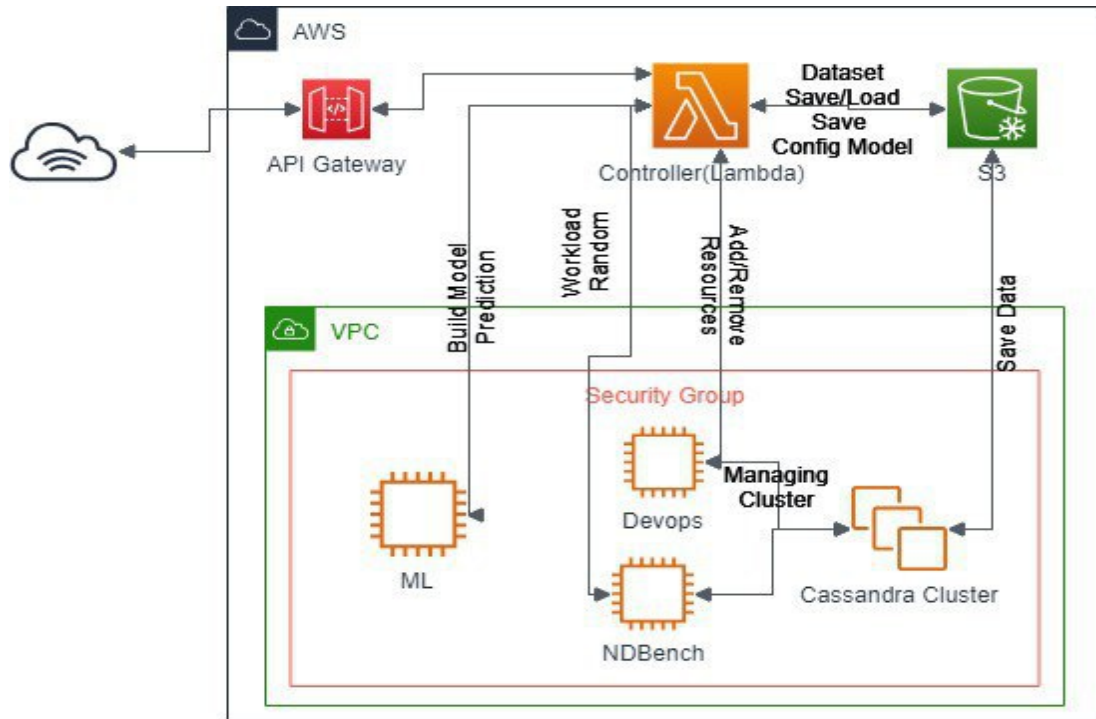 AWS
API Gateway
Controller(Lambda)
Dataset
Save/Load
Save
Config Model
S3
Build Model
Prediction
Workload
Random
Add/Remove
Resources
Save Data
VPC
Security Group
ML
Devops
Managing
Cluster
NDBench
Cassandra Cluster